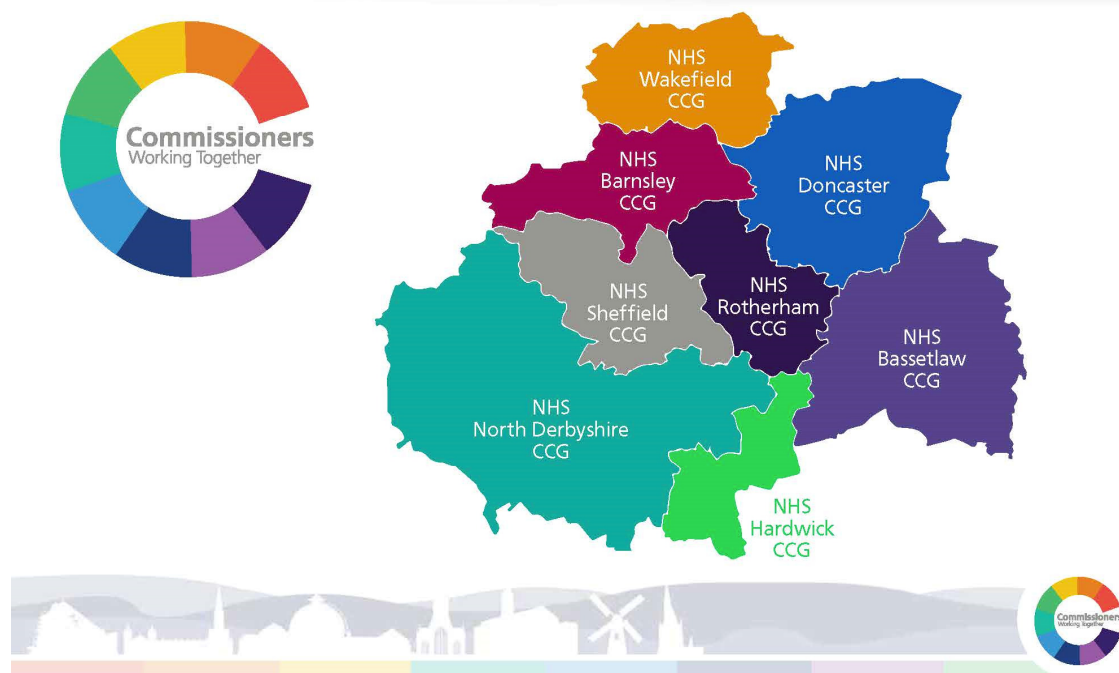 Commissioners
Working Together
NHS
Wakefield
CCG
NHS
Barnsley
CCG
NHS
Doncaster
CCG
NHS
Sheffield
CCG
NHS
Rotherham
CCG
NHS
Bassetlaw
CCG
NHS
North Derbyshire
CCG
NHS
Hardwick
CCG
Commissioners
Working Together